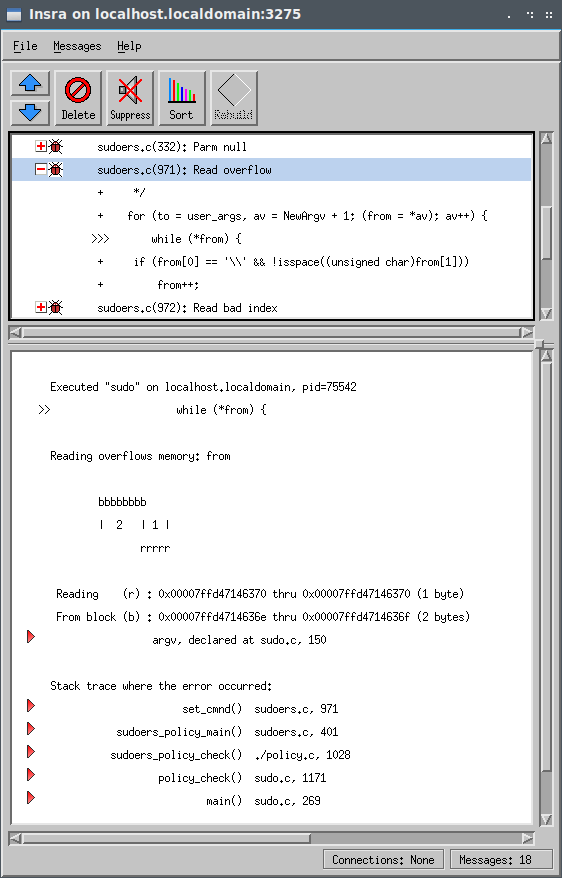 Insra on localhost.localdomain:3275
File Messages Help
Delete Suppress Sort Rebuild
sudoers.c(332): Parm null
sudoers.c(971): Read overflow
+ */
+ for (to = user_args, av = NewArgv + 1; (from = *av); av++) {
>>> while (*from) {
+ if (from[0] == '\\' && !isspace((unsigned char)from[1]))
+ from++;
sudoers.c(972): Read bad index
Executed "sudo" on localhost.localdomain, pid=75542
>> while (*from) {
Reading overflows memory: from
bbbbbbbb
| 2 | 1 |
rrrrr
Reading (r) : 0x00007ffd47146370 thru 0x00007ffd47146370 (1 byte)
From block (b) : 0x00007ffd4714636e thru 0x00007ffd4714636f (2 bytes)
argv, declared at sudo.c, 150
Stack trace where the error occurred:
set_cmnd() sudoers.c, 971
sudoers_policy_main() sudoers.c, 401
sudoers_policy_check() ./policy.c, 1028
policy_check() sudo.c, 1171
main() sudo.c, 269
Connections: None Messages: 18